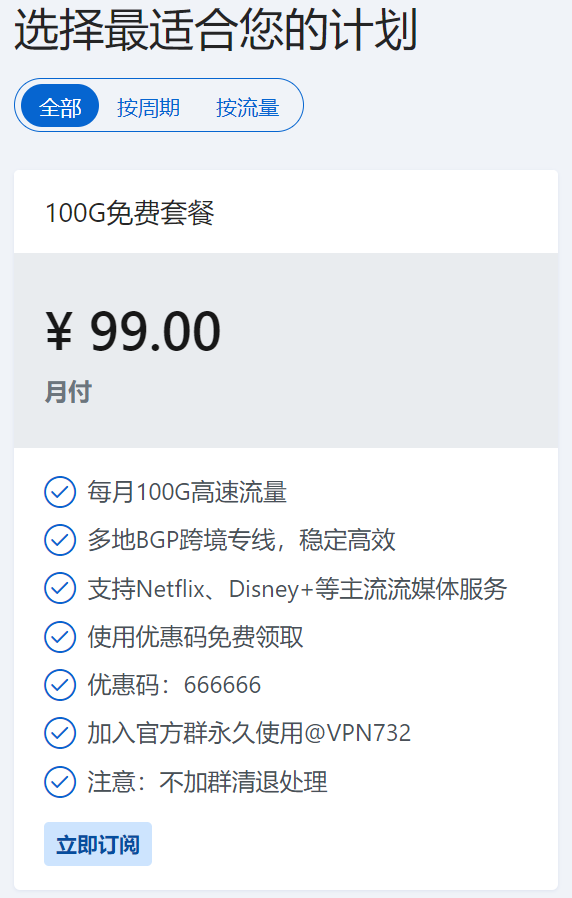 选择最适合您的计划
全部 按周期 按流量
100G免费套餐
¥ 99.00
月付
每月100G高速流量
多地BGP跨境专线，稳定高效
支持Netflix、Disney+等主流流媒体服务
使用优惠码免费领取
优惠码：666666
加入官方群永久使用@VPN732
注意：不加群清退处理
立即订阅